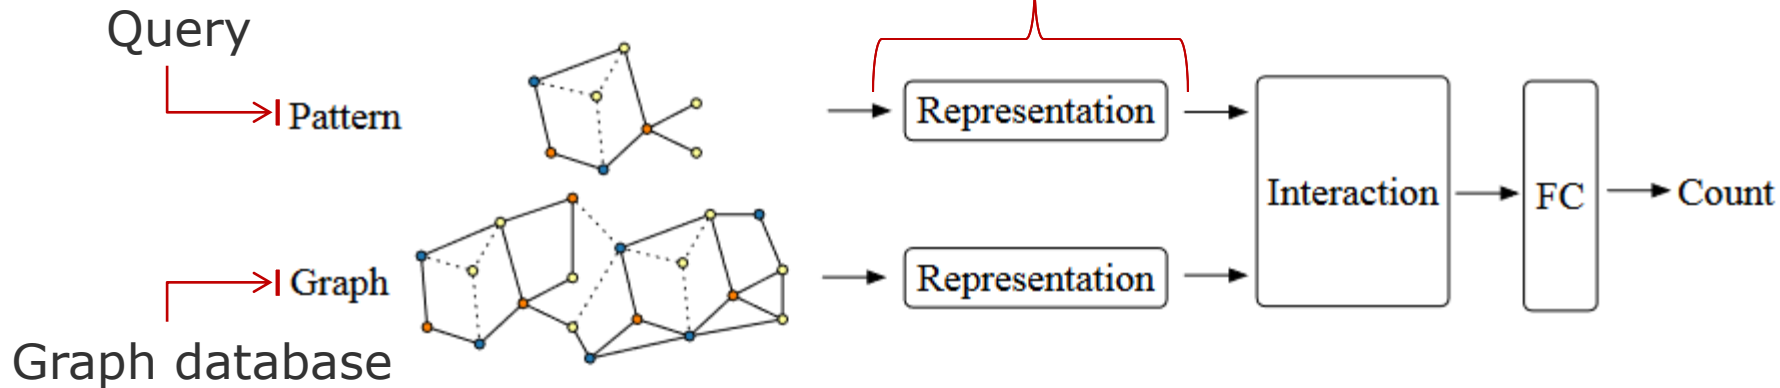 Query
Pattern
Representation
Interaction
FC
Count
Graph
Representation
Graph database